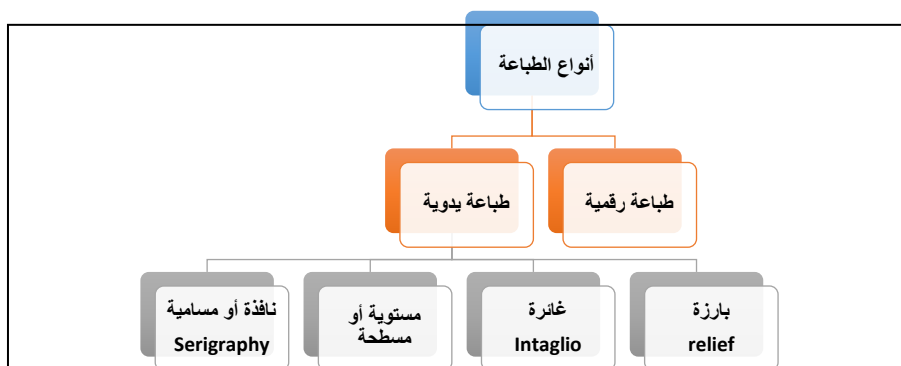 أنواع الطباعة
طباعة رقمية
طباعة يدوية
بارزة
relief
غائرة
Intaglio
مستوية أو
مسطحة
نافذة أو مسامية
Serigraphy